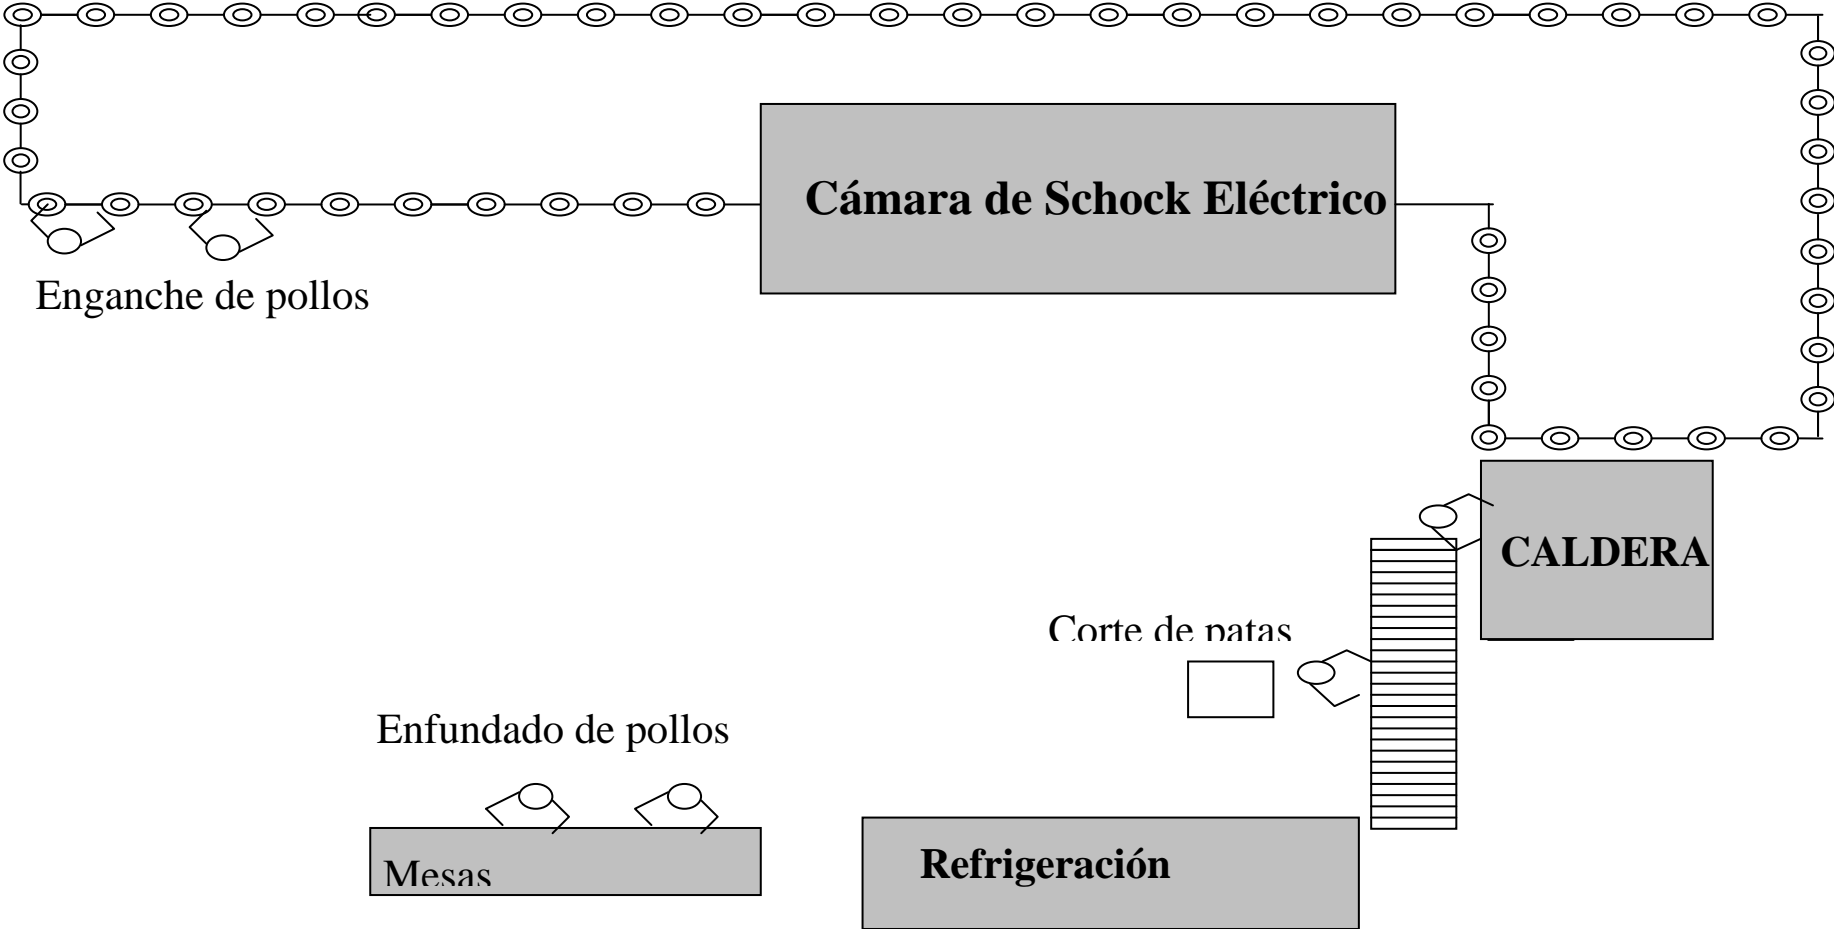 Cámara de Schock Eléctrico
Enganche de pollos
CALDERA
Corte de patas
Enfundado de pollos
Mesas
Refrigeración